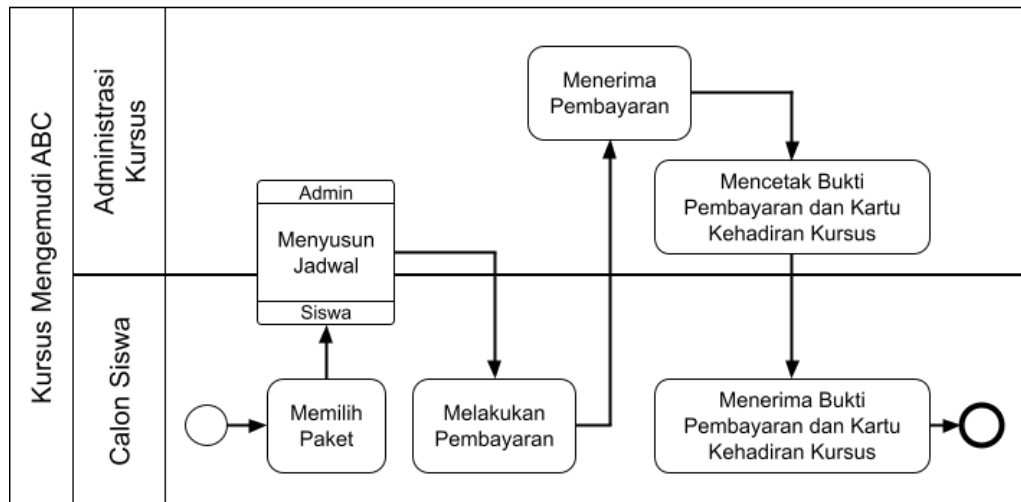 Kursus Mengemudi ABC
Administrasi
Kursus
Calon Siswa
Menerima
Pembayaran
Admin
Menyusun
Jadwal
Siswa
Mencetak Bukti
Pembayaran dan Kartu
Kehadiran Kursus
Memilih
Paket
Melakukan
Pembayaran
Menerima Bukti
Pembayaran dan Kartu
Kehadiran Kursus